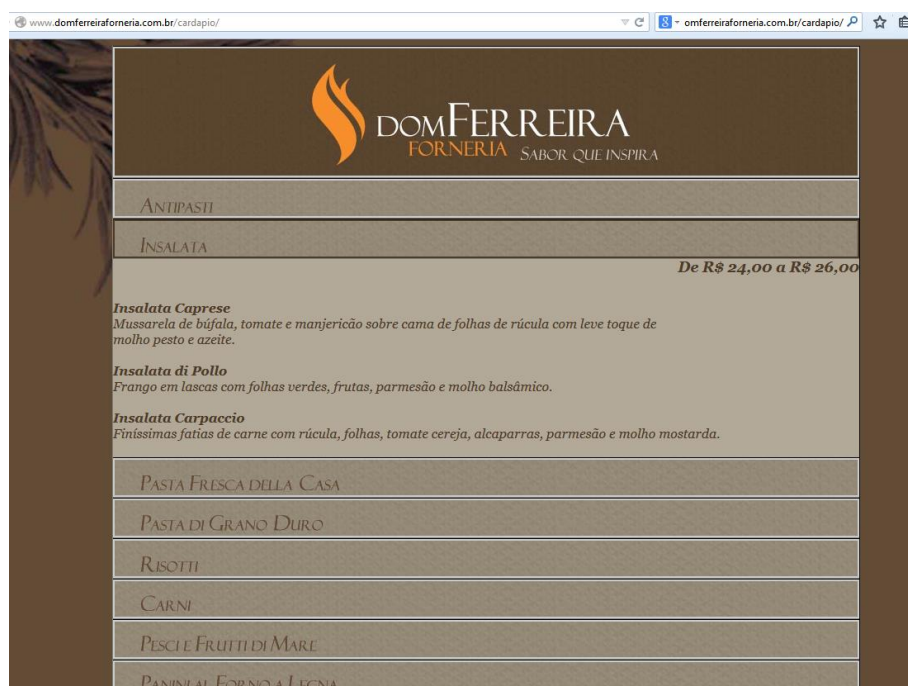 www.domferreiraforneria.com.br/cardapio/
omferreiraforneria.com.br/cardapio/
DOMFERREIRA
FORNERIA SABOR QUE INSPIRA
ANTIPASTI
INSALATA
De R$ 24,00 a R$ 26,00
Insalata Caprese
Mussarela de búfala, tomate e manjericão sobre cama de folhas de rúcula com leve toque de
molho pesto e azeite.
Insalata di Pollo
Frango em lascas com folhas verdes, frutas, parmesão e molho balsâmico.
Insalata Carpaccio
Finíssimas fatias de carne com rúcula, folhas, tomate cereja, alcaparras, parmesão e molho mostarda.
PASTA FRESCA DELLA CASA
PASTA DI GRANO DURO
RISOTTI
CARNI
PESCI E FRUTTI DI MARE
PANINI AL FORNO A LEGNA